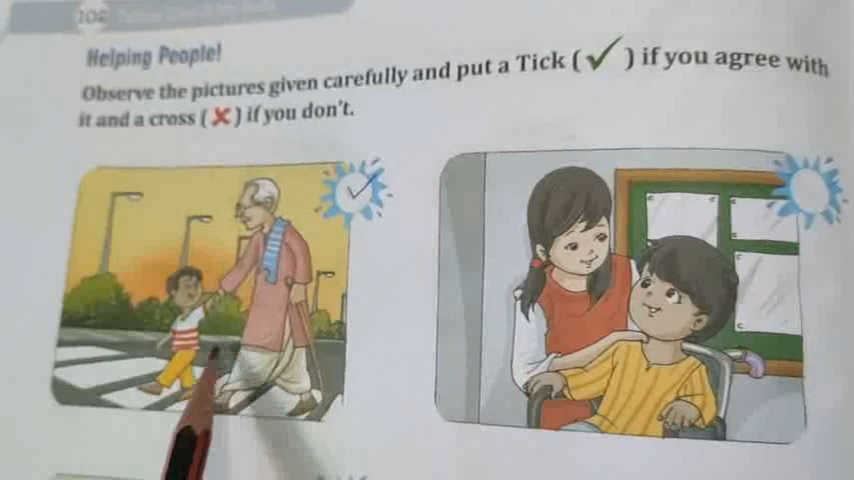 108
Helping People!
Observe the pictures given carefully and put a Tick ( ✓ ) if you agree with
it and a cross ( ✗ ) if you don't.